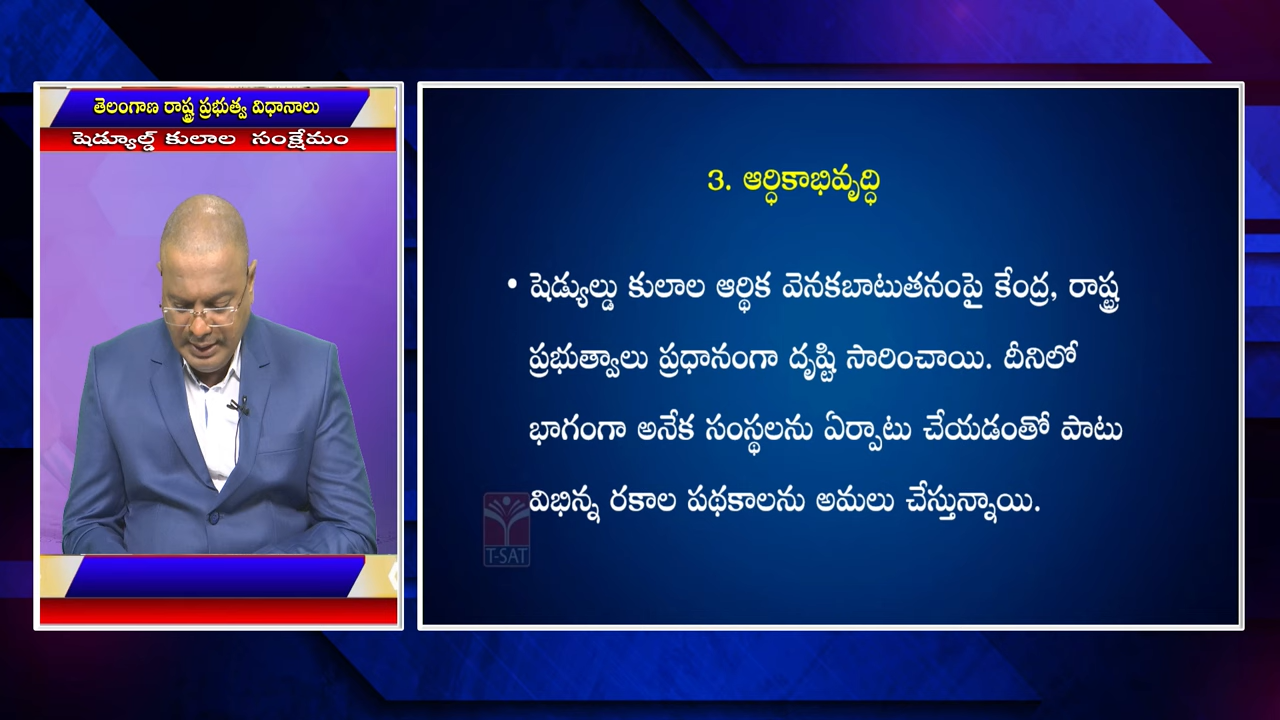 తెలంగాణ రాష్ట్ర ప్రభుత్వ విధానాలు
షెడ్యూల్డ్ కులాల సంక్షేమం
3. ఆర్ధికాభివృద్ధి
• షెడ్యుల్డు కులాల ఆర్థిక వెనకబాటుతనంపై కేంద్ర, రాష్ట్ర
ప్రభుత్వాలు ప్రధానంగా దృష్టి సారించాయి. దీనిలో
భాగంగా అనేక సంస్థలను ఏర్పాటు చేయడంతో పాటు
విభిన్న రకాల పథకాలను అమలు చేస్తున్నాయి.
T-SAT